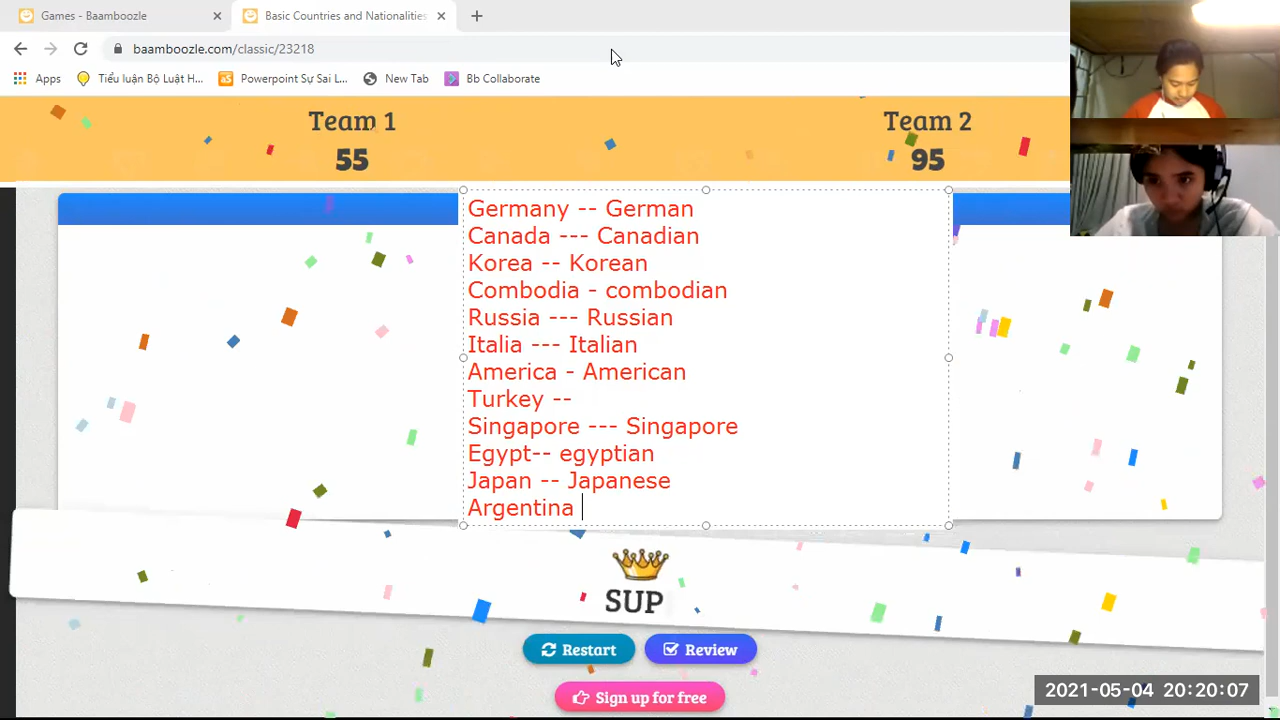 Games - Baamboozle
Basic Countries and Nationalities
baamboozle.com/classic/23218
Apps
Tiểu luận Bộ Luật H...
Powerpoint Sự Sai L...
New Tab
Bb Collaborate
Team 1
55
Team 2
95
Germany -- German
Canada --- Canadian
Korea -- Korean
Combodia - combodian
Russia --- Russian
Italia --- Italian
America - American
Turkey --
Singapore --- Singapore
Egypt-- egyptian
Japan -- Japanese
Argentina
SUP
Restart
Review
Sign up for free
2021-05-04 20:20:07